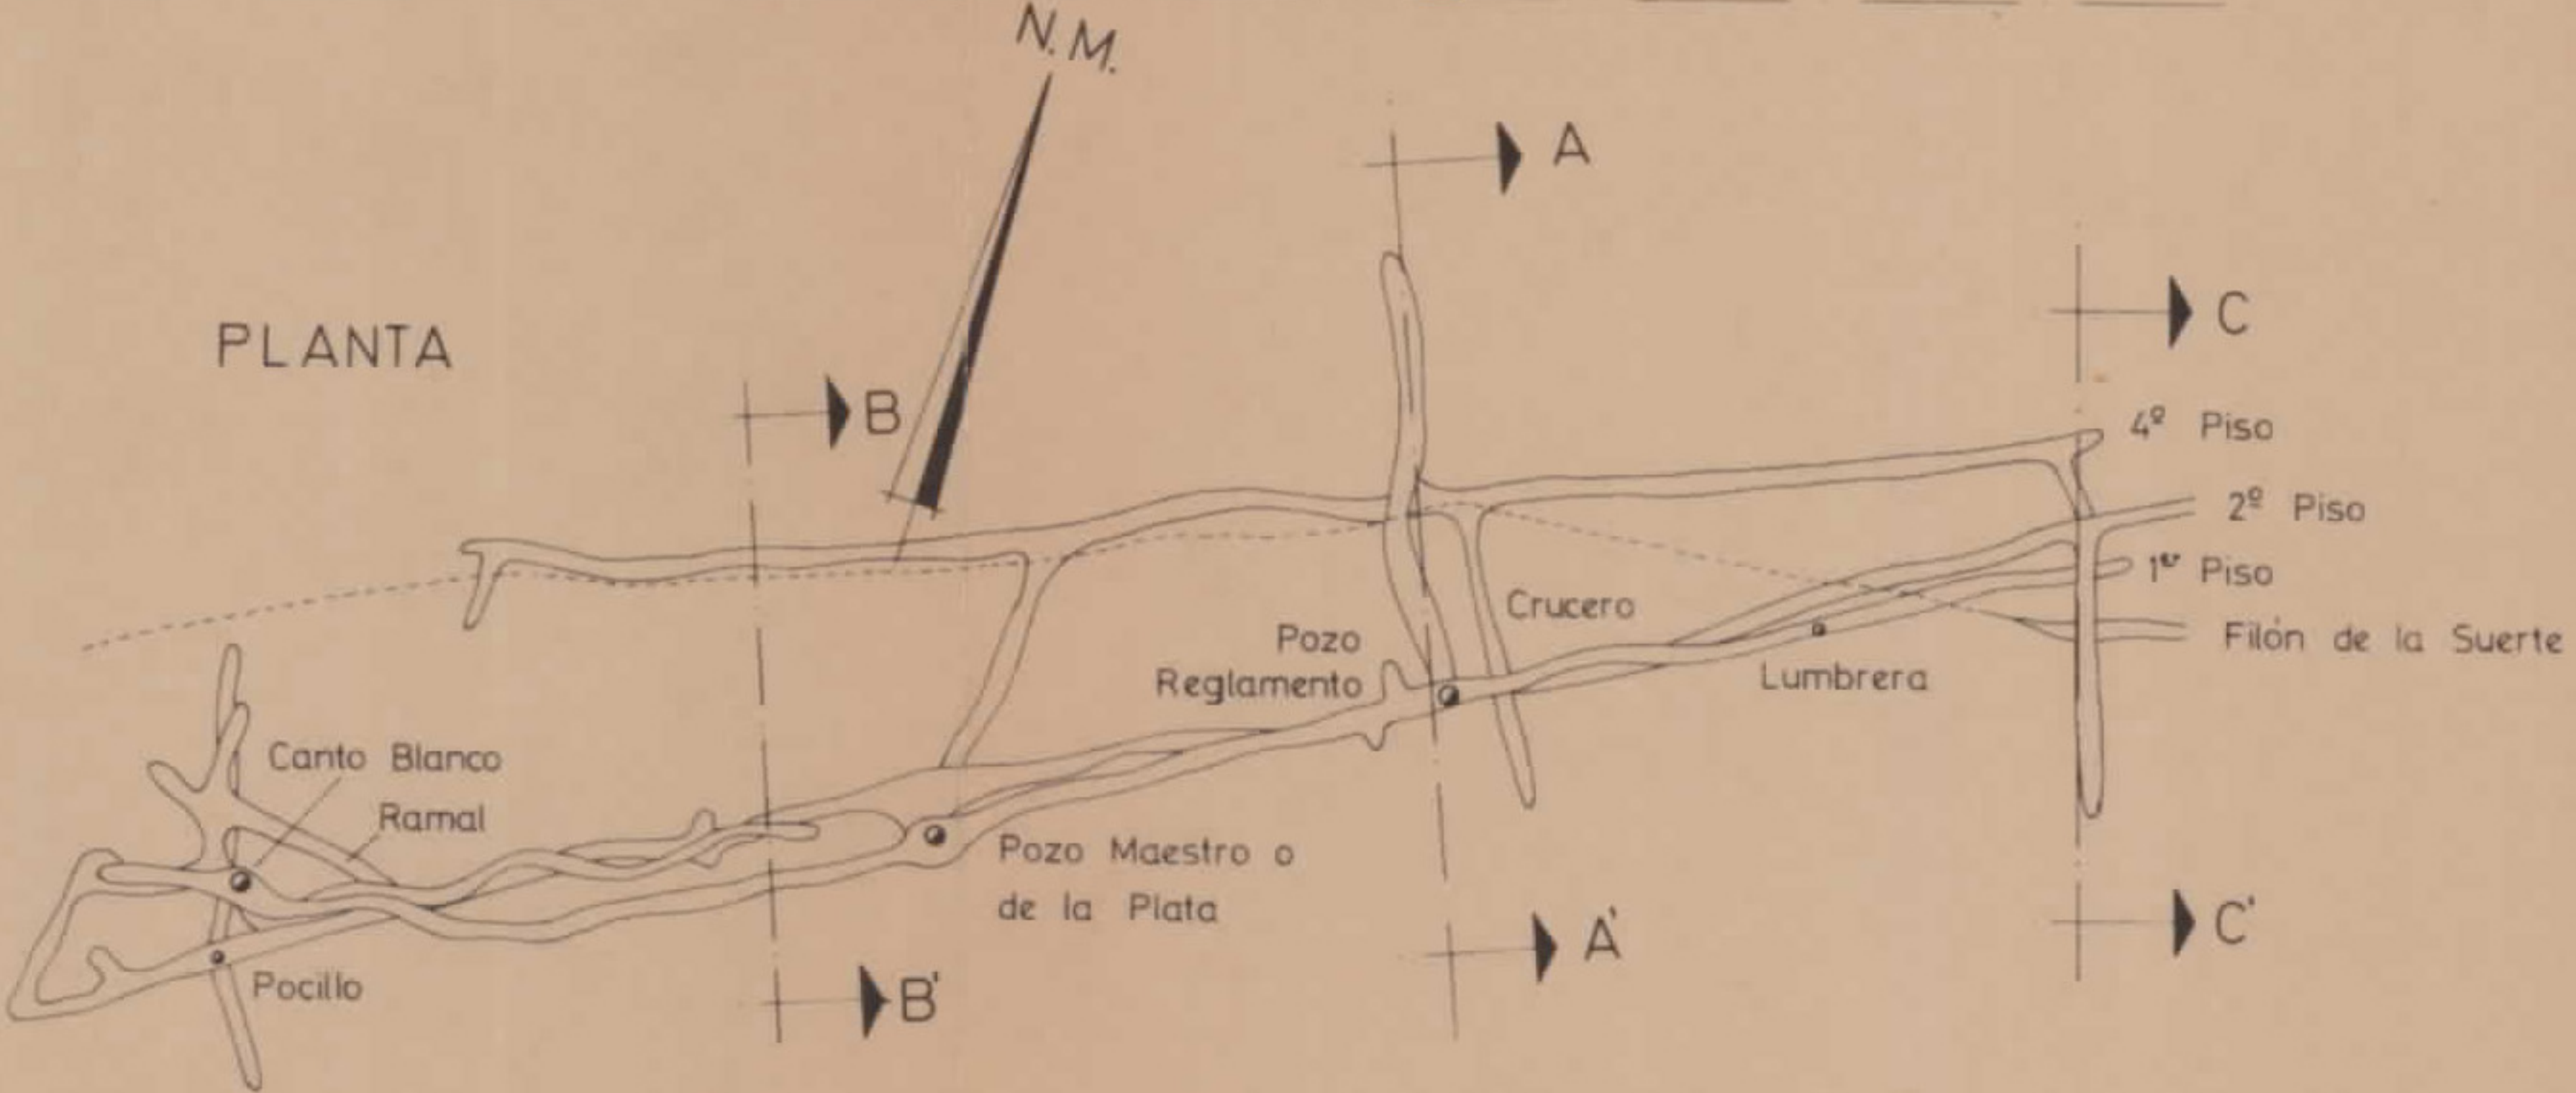 N.M.
A
C
PLANTA
B
4º Piso
2º Piso
1er Piso
Crucero
Pozo
Reglamento
Filón de la Suerte
Lumbrera
Canto Blanco
Ramal
Pozo Maestro o
de la Plata
A'
C'
Pocillo
B'